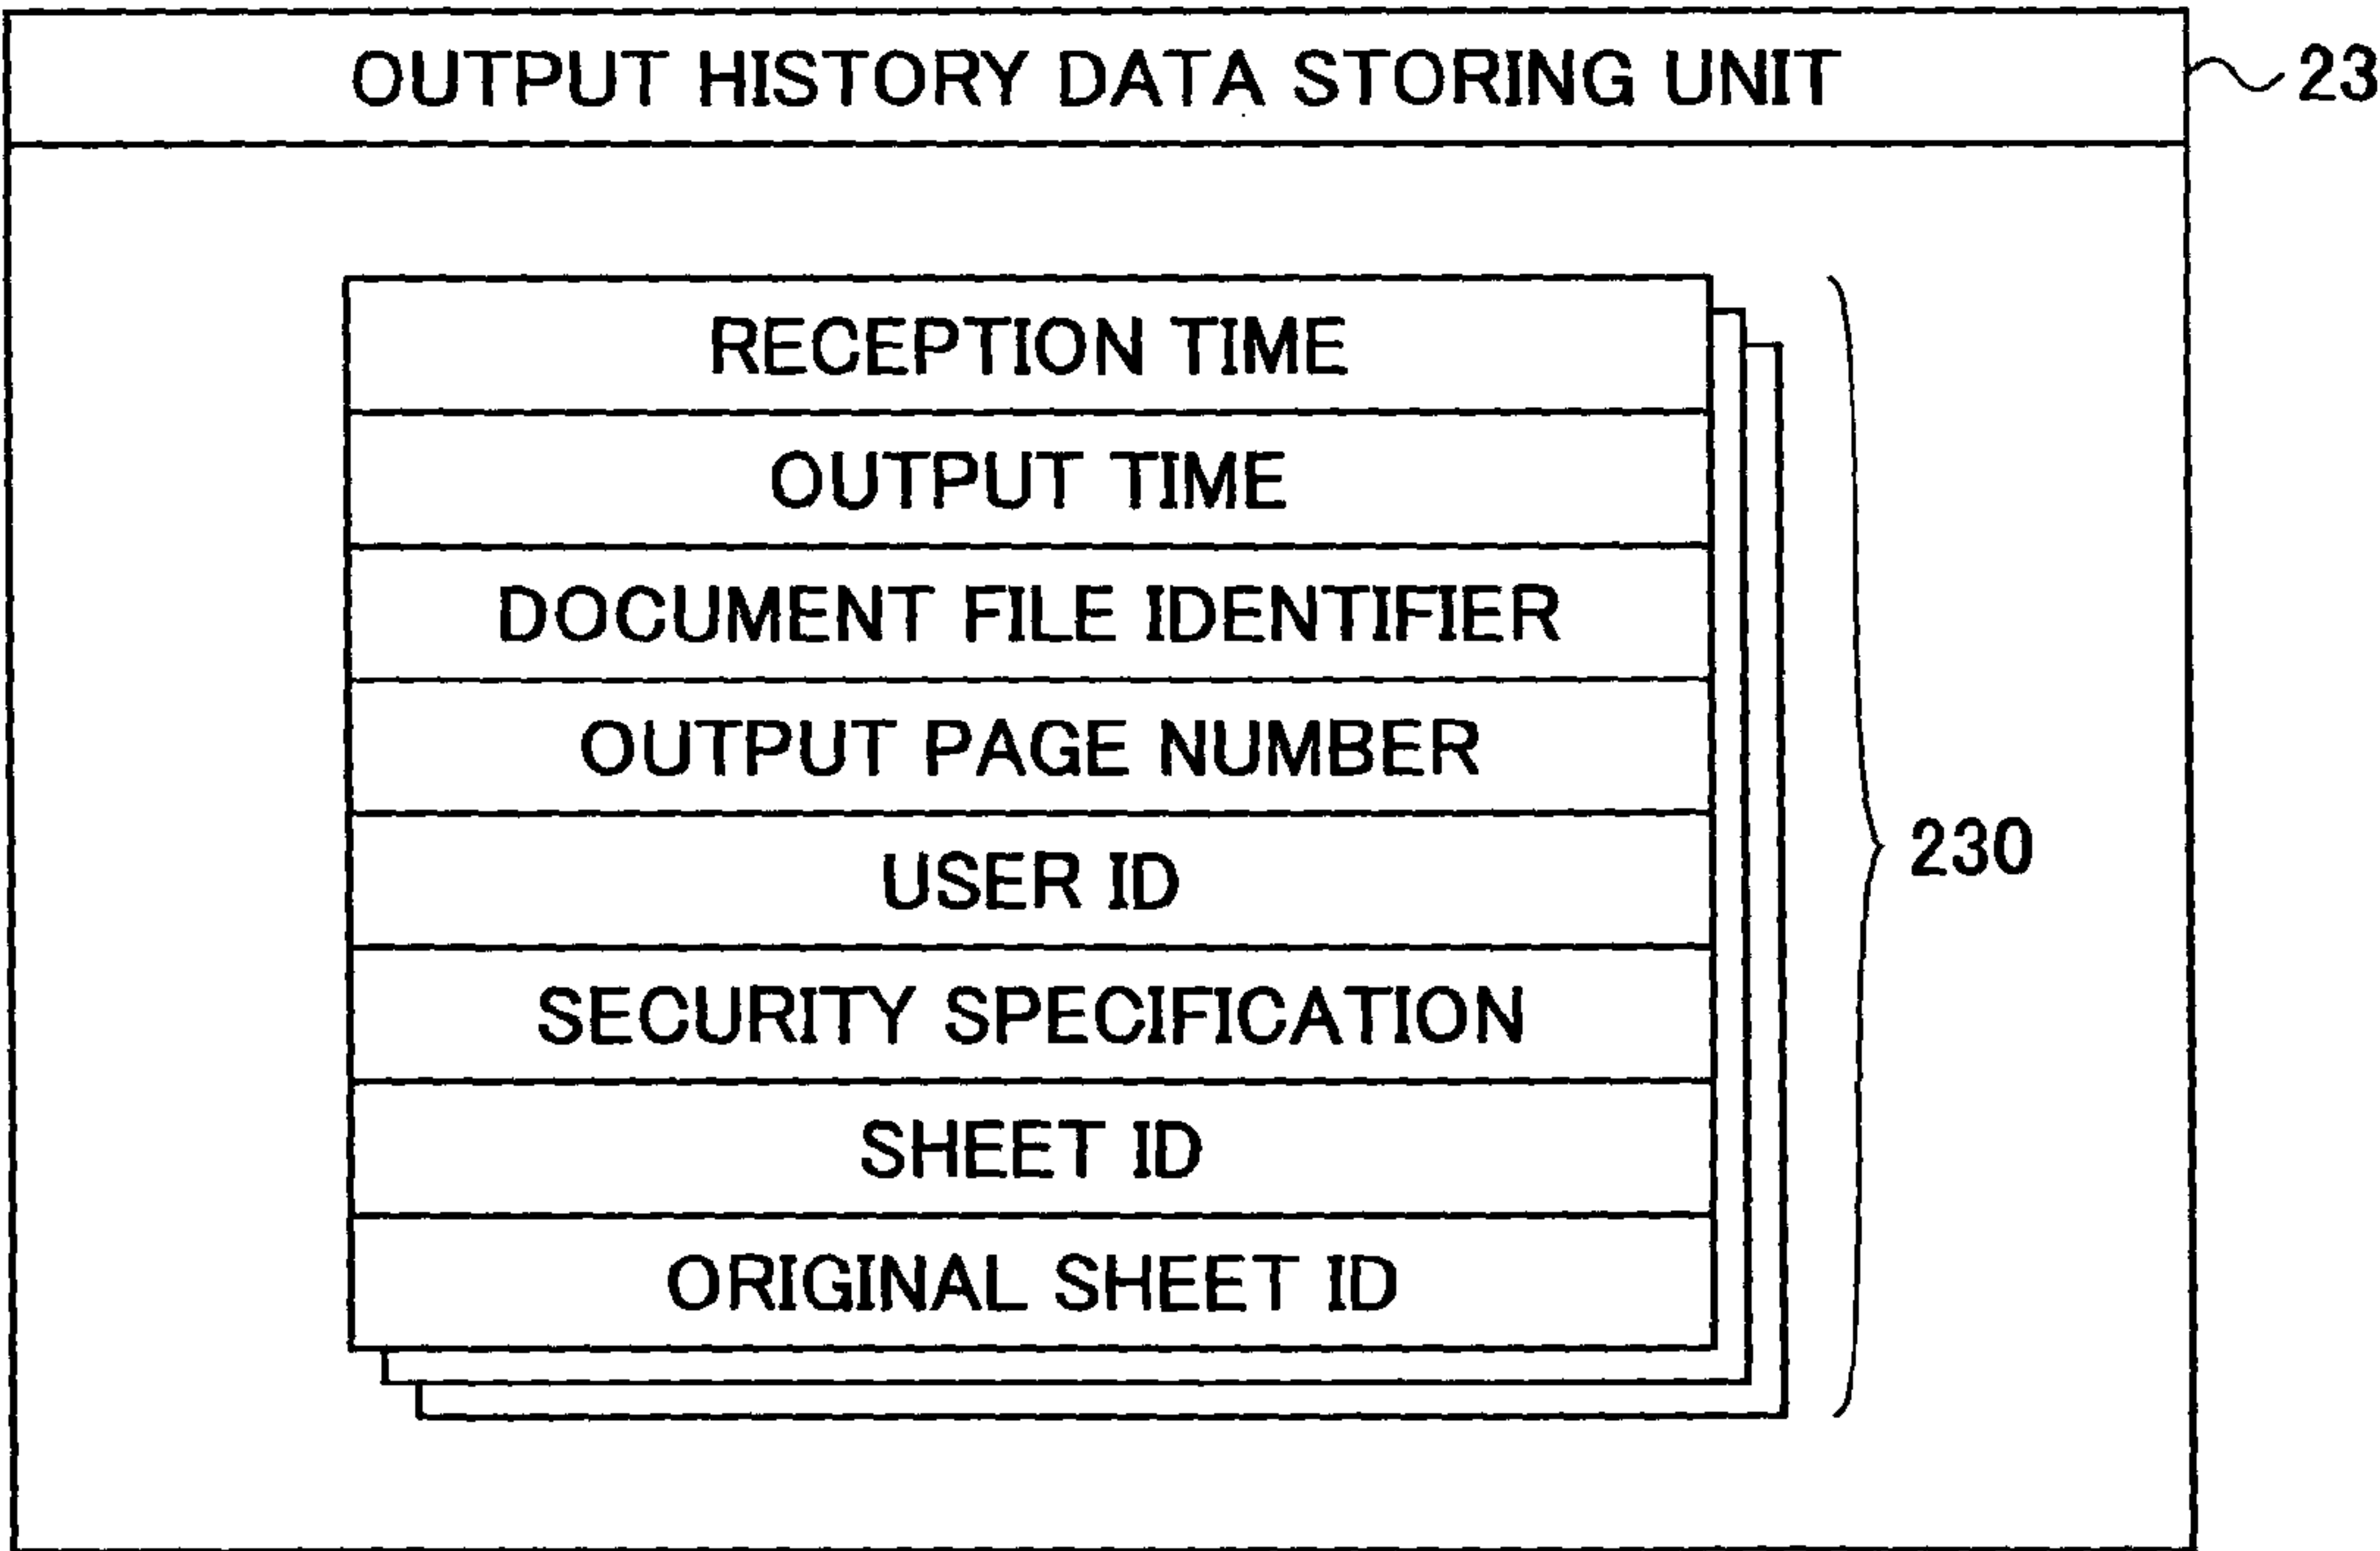 OUTPUT HISTORY DATA STORING UNIT 23
RECEPTION TIME
OUTPUT TIME
DOCUMENT FILE IDENTIFIER
OUTPUT PAGE NUMBER
USER ID
230
SECURITY SPECIFICATION
SHEET ID
ORIGINAL SHEET ID